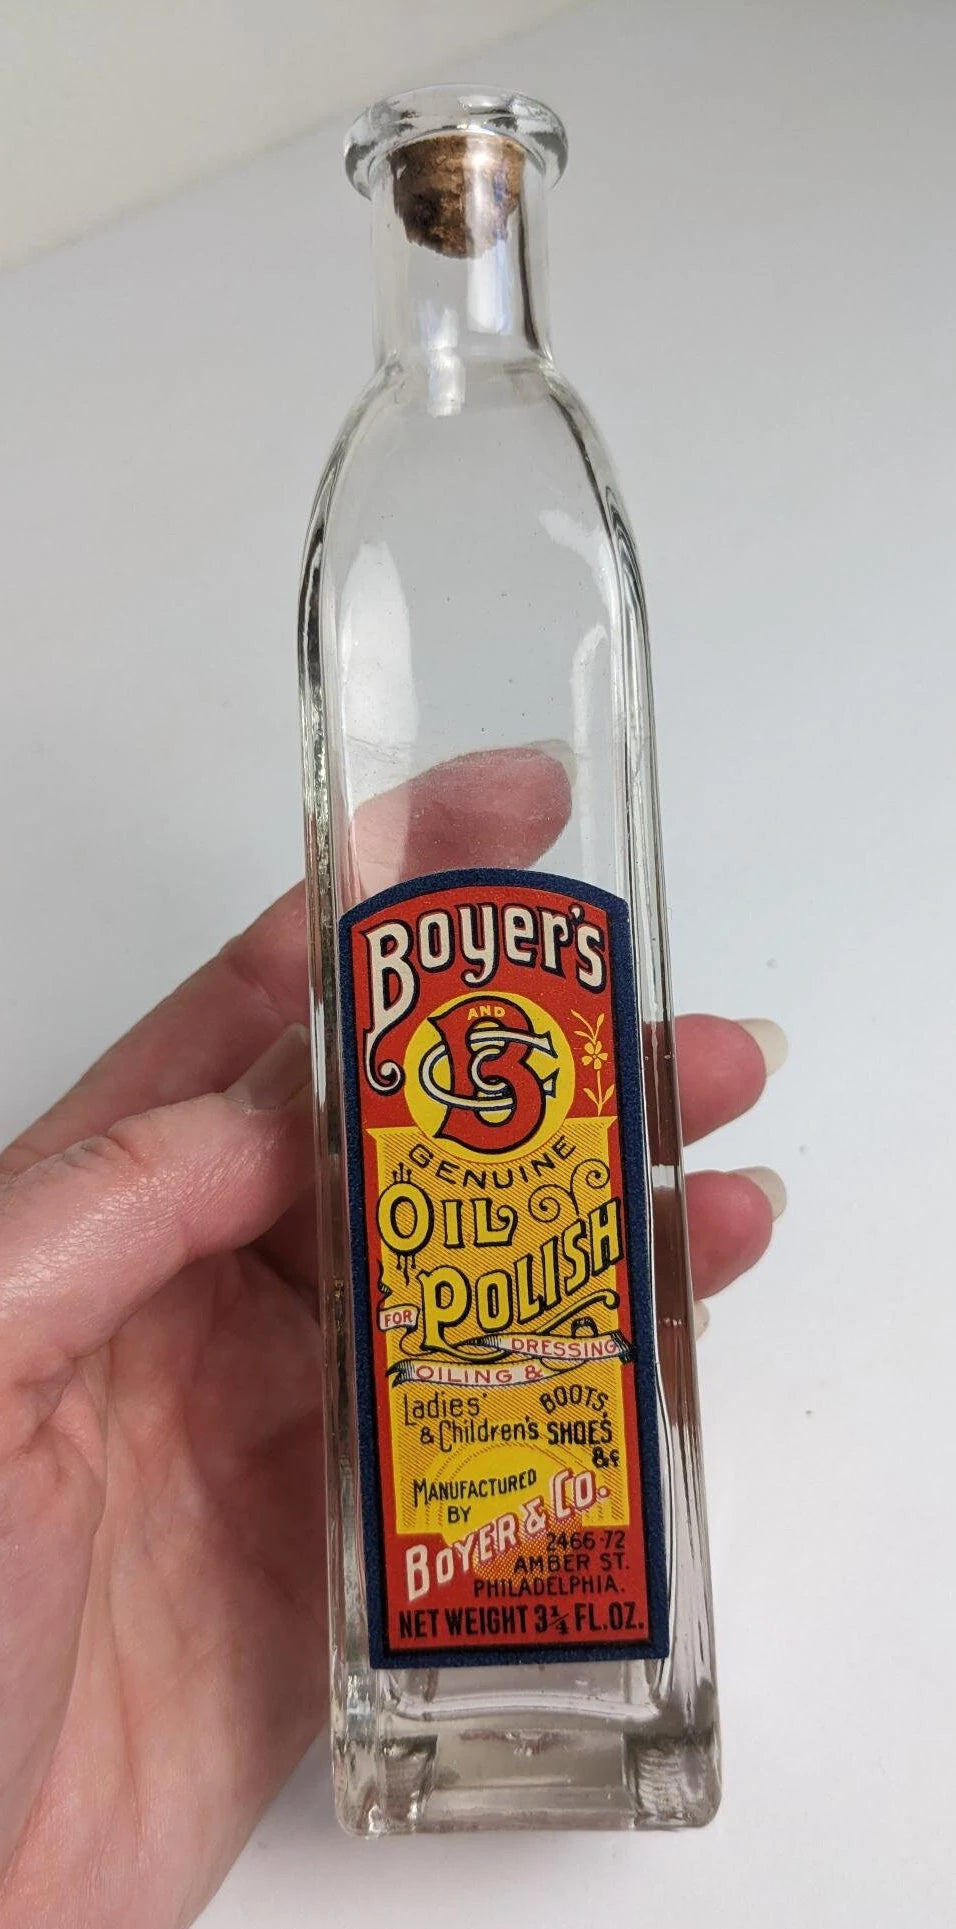 Boyer's
B AND CO
GENUINE
OIL
POLISH
FOR
OILING & DRESSING
Ladies' & Children's
BOOTS, SHOES &c
MANUFACTURED
BY
BOYER & CO.
2466-72
AMBER ST.
PHILADELPHIA.
NET WEIGHT 3¼ FL.OZ.